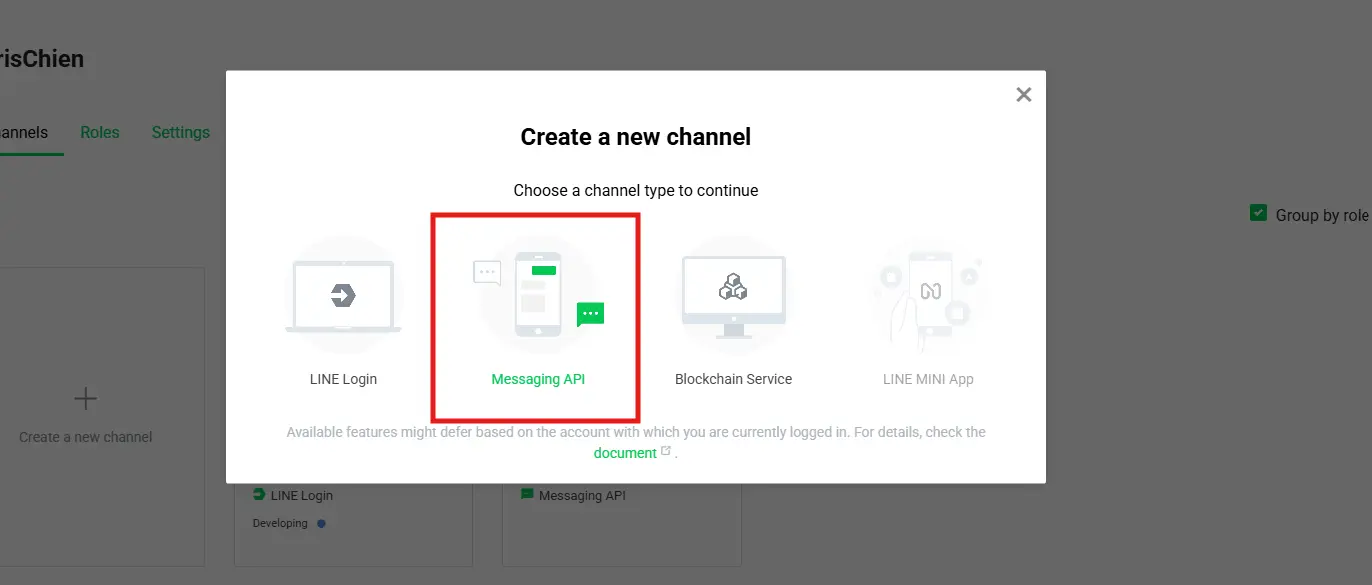 risChien
annels Roles Settings
Create a new channel
Choose a channel type to continue
Group by role
LINE Login
Messaging API
Blockchain Service
LINE MINI App
Create a new channel
Available features might defer based on the account with which you are currently logged in. For details, check the
document .
LINE Login
Developing
Messaging API